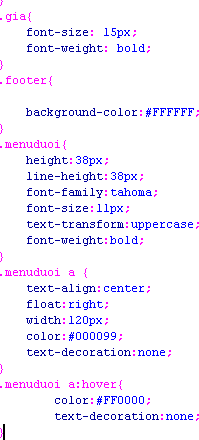 }
.gia{
font-size: 15px;
font-weight: bold;
}
.footer{
background-color:#FFFFFF;
}
.menuduoi{
height:38px;
line-height:38px;
font-family:tahoma;
font-size:11px;
text-transform:uppercase;
font-weight:bold;
}
.menuduoi a {
text-align:center;
float:right;
width:120px;
color:#000099;
text-decoration:none;
}
.menuduoi a:hover{
color:#FF0000;
text-decoration:none;
}